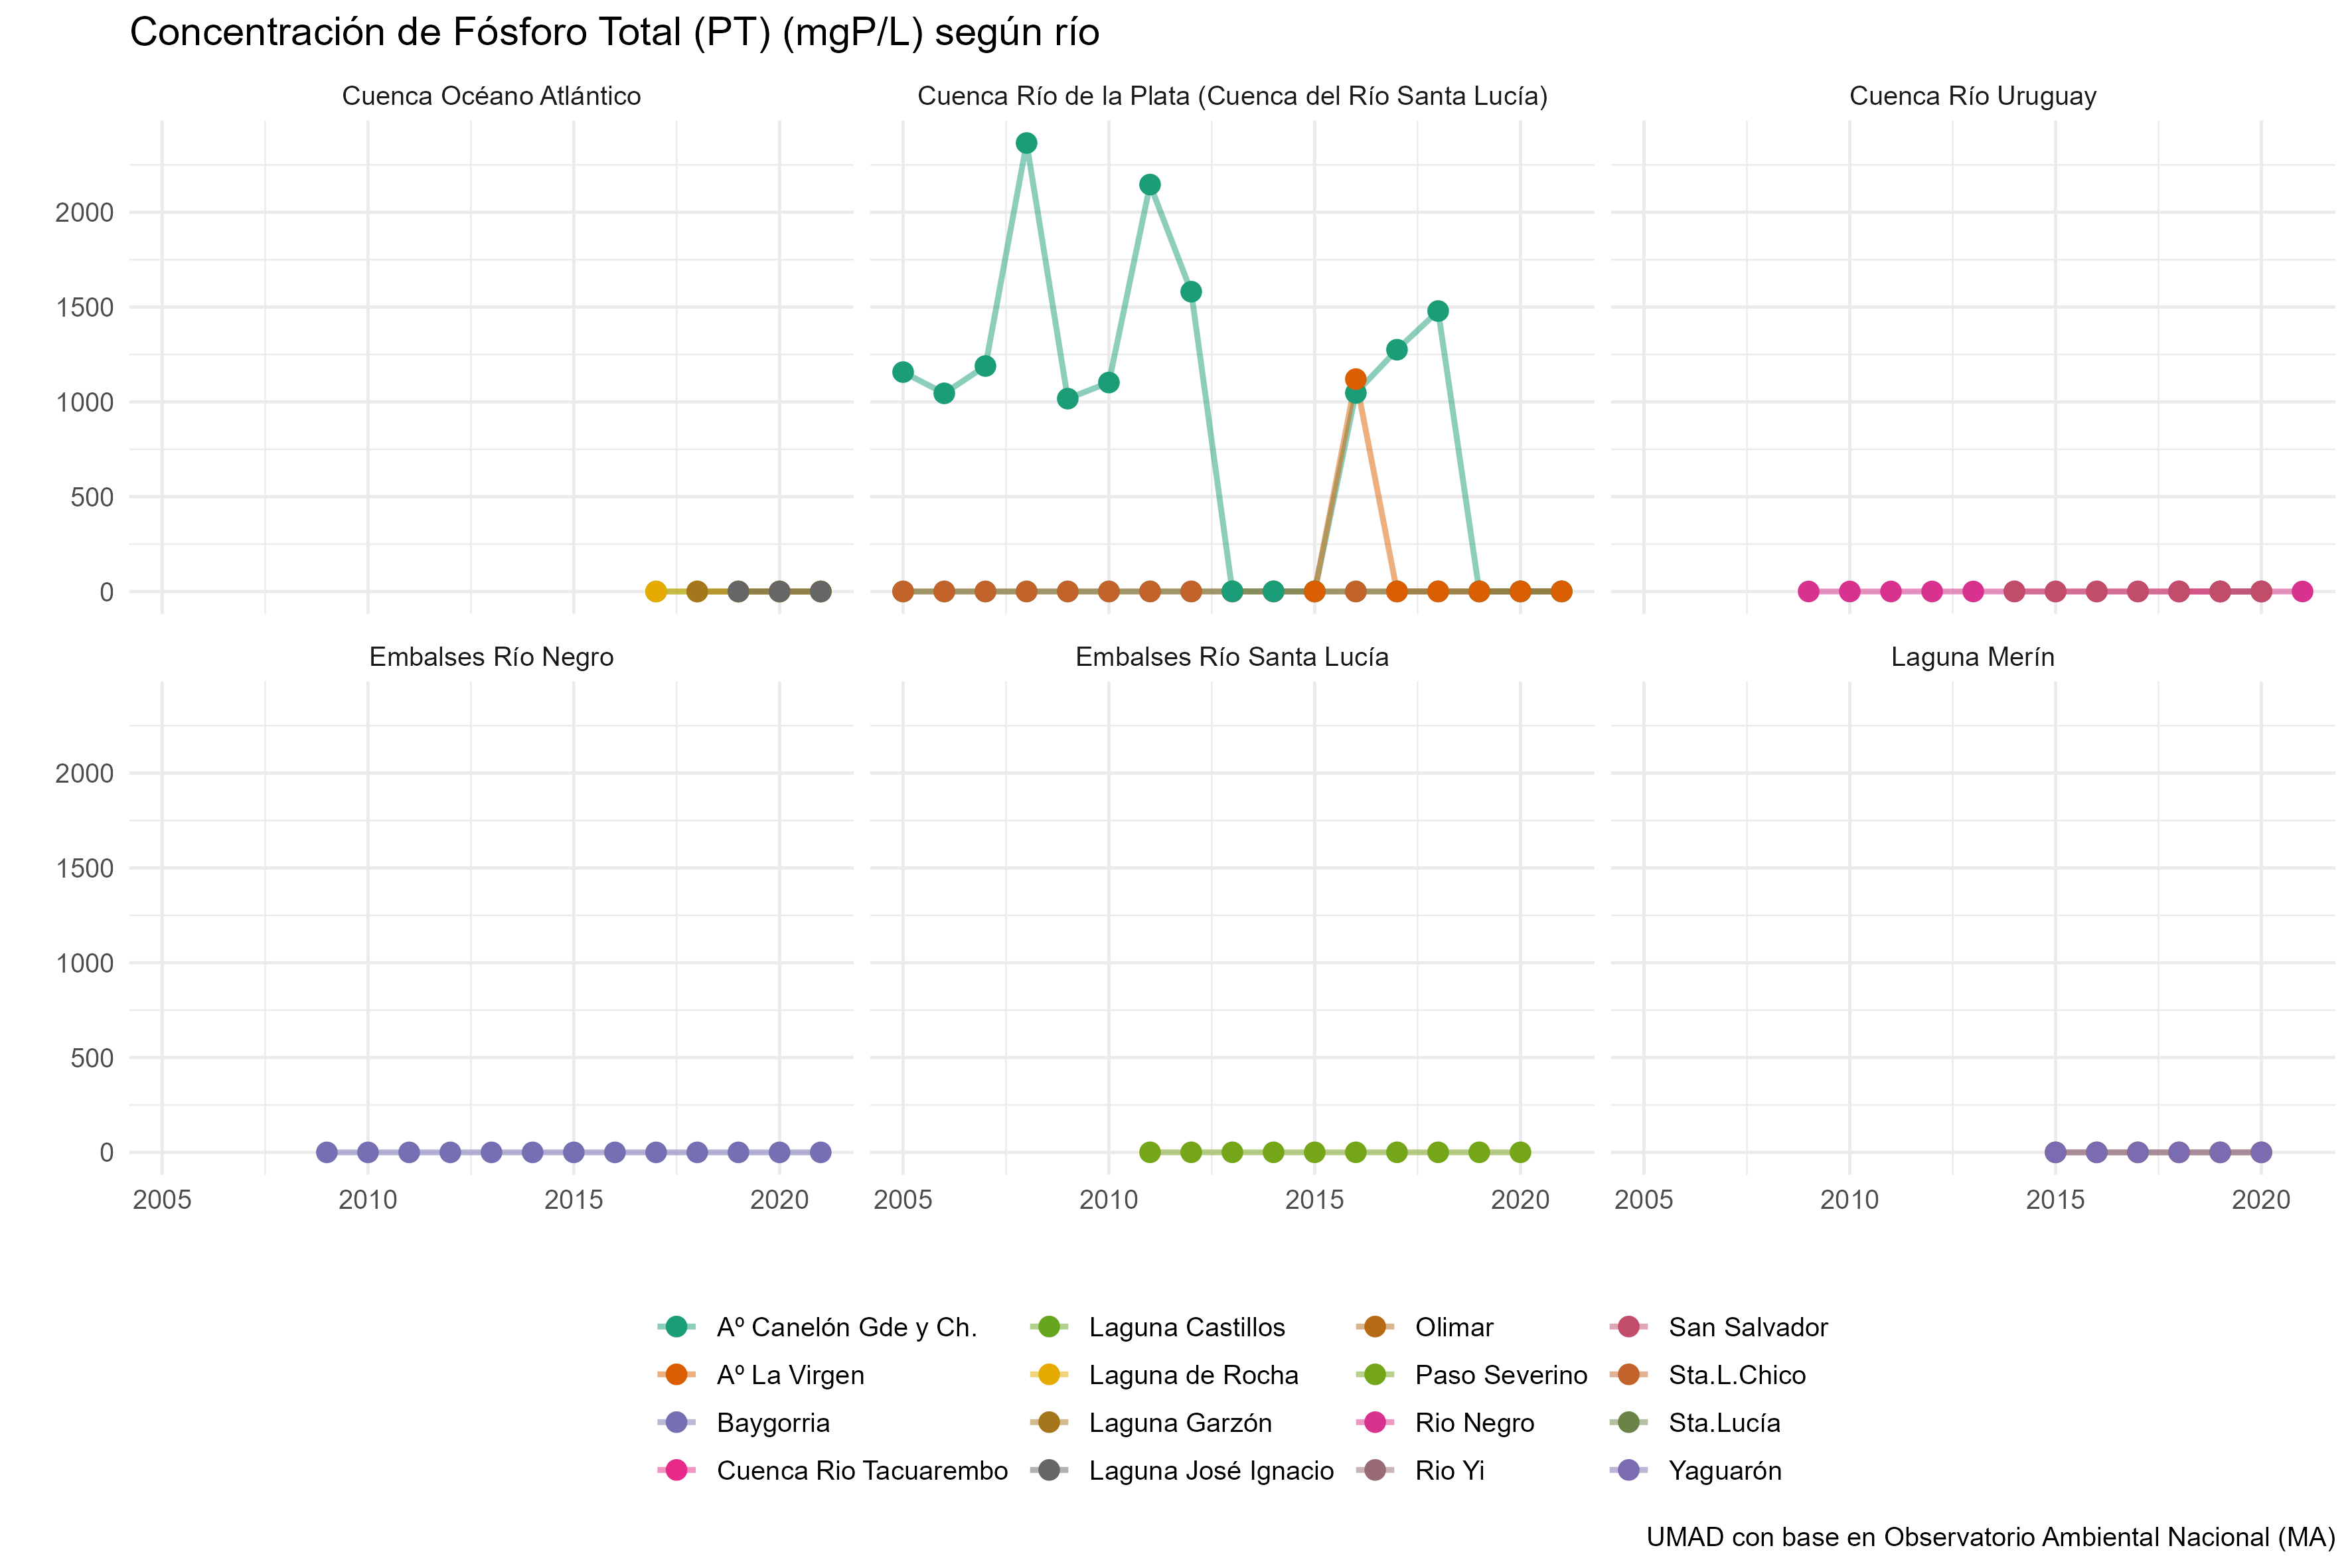 Concentración de Fósforo Total (PT) (mgP/L) según río
Cuenca Océano Atlántico
Cuenca Río de la Plata (Cuenca del Río Santa Lucía)
Cuenca Río Uruguay
2000
1500
1000
500
0
Embalses Río Negro
Embalses Río Santa Lucía
Laguna Merín
2000
1500
1000
500
0
2005 2010 2015 2020
2005 2010 2015 2020
2005 2010 2015 2020
Aº Canelón Gde y Ch.
Aº La Virgen
Baygorria
Cuenca Rio Tacuarembo
Laguna Castillos
Laguna de Rocha
Laguna Garzón
Laguna José Ignacio
Olimar
Paso Severino
Rio Negro
Rio Yi
San Salvador
Sta.L.Chico
Sta.Lucía
Yaguarón
UMAD con base en Observatorio Ambiental Nacional (MA)